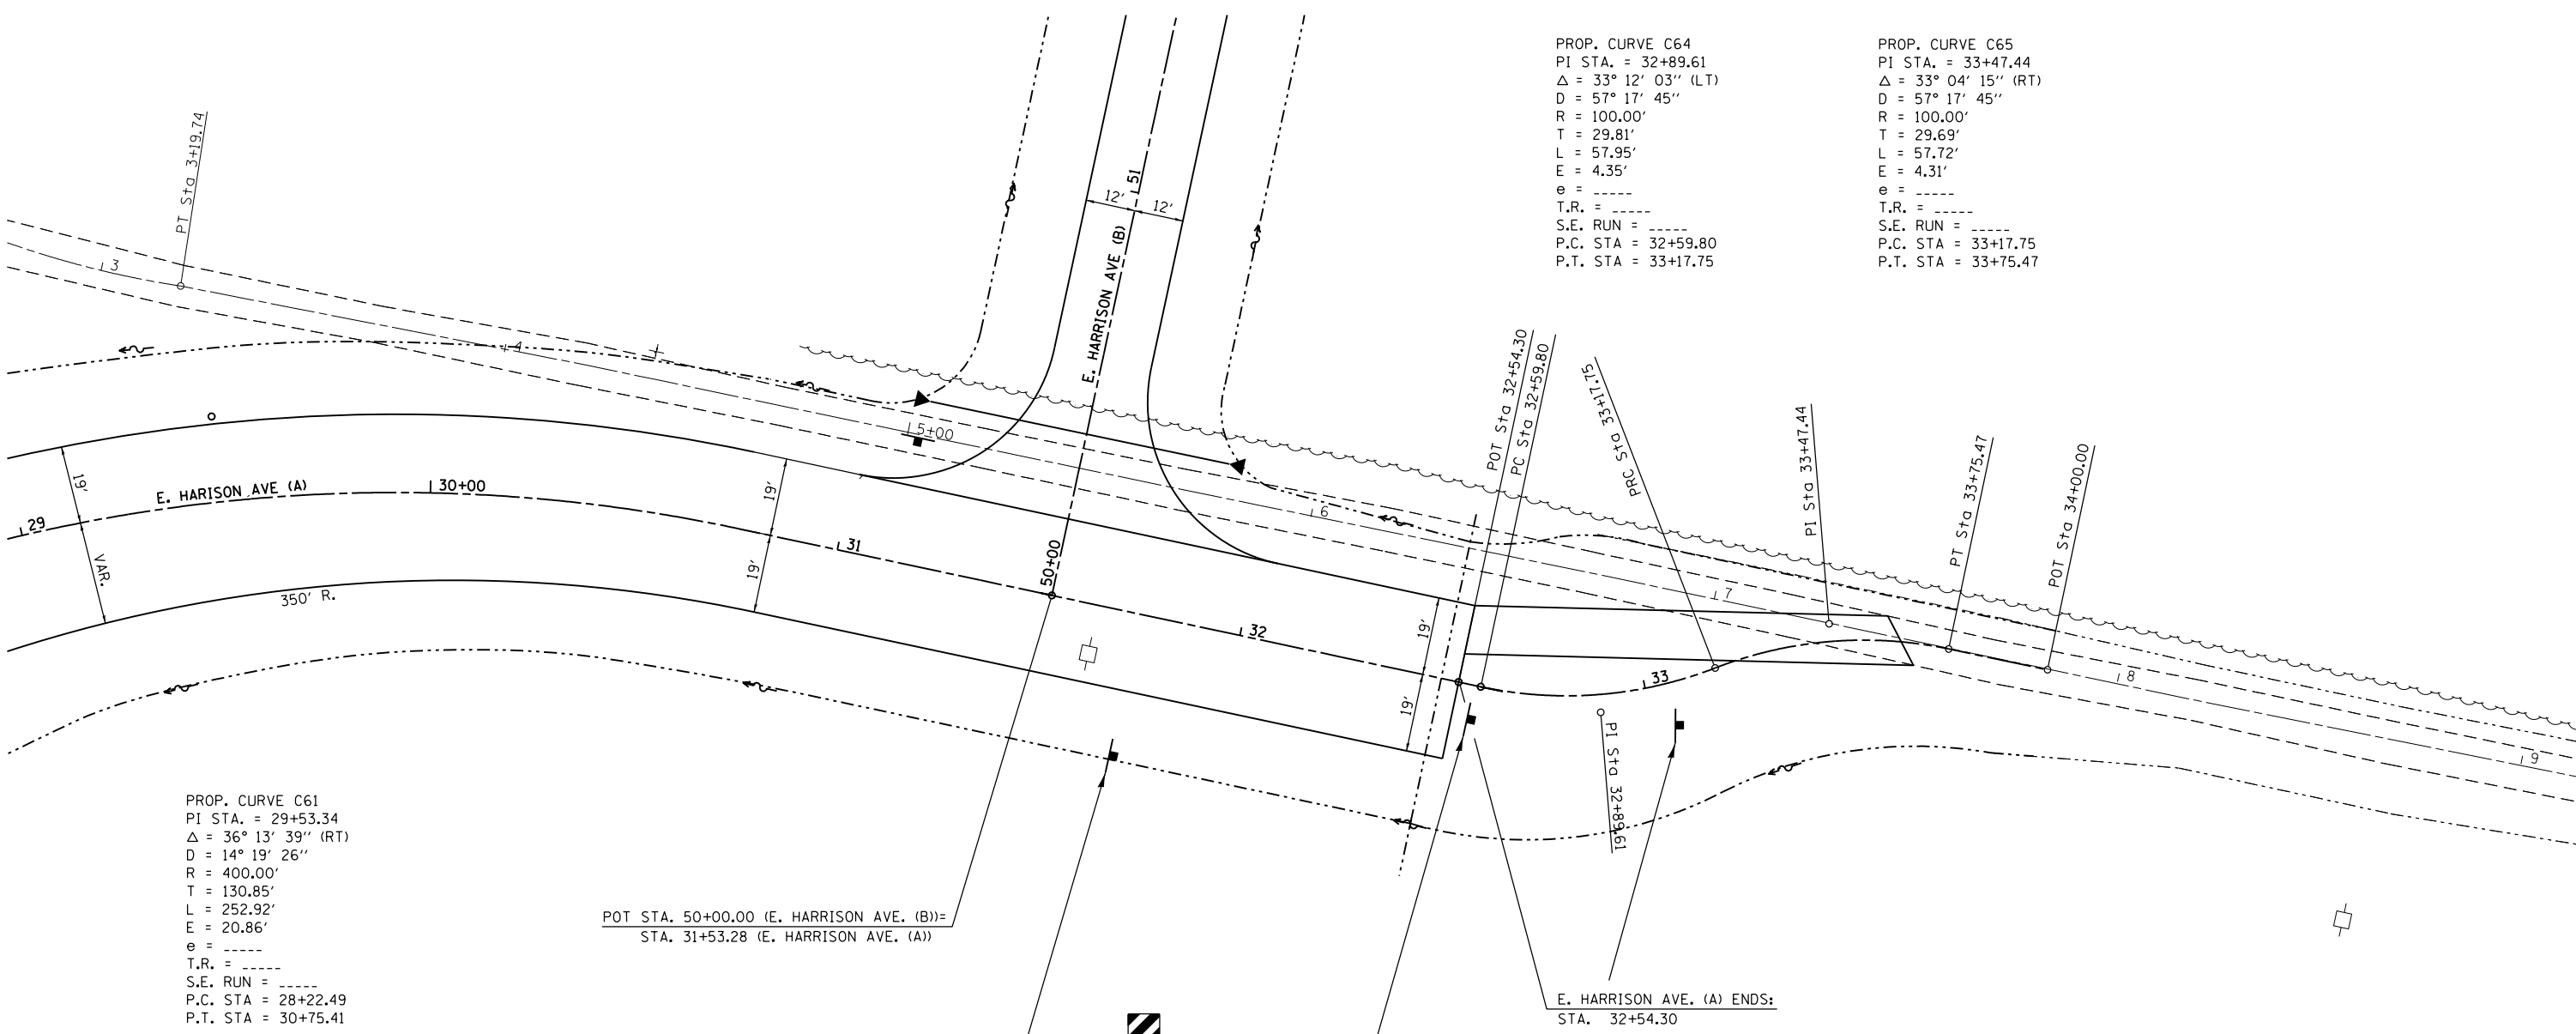 PROP. CURVE C64
PI STA. = 32+89.61
Δ = 33° 12' 03'' (LT)
D = 57° 17' 45''
R = 100.00'
T = 29.81'
L = 57.95'
E = 4.35'
e = _____
T.R. = _____
S.E. RUN = _____
P.C. STA = 32+59.80
P.T. STA = 33+17.75
PROP. CURVE C65
PI STA. = 33+47.44
Δ = 33° 04' 15'' (RT)
D = 57° 17' 45''
R = 100.00'
T = 29.69'
L = 57.72'
E = 4.31'
e = _____
T.R. = _____
S.E. RUN = _____
P.C. STA = 33+17.75
P.T. STA = 33+75.47
PT Sta 3+19.74
3
4
5+00
6
7
8
9
51
12'
12'
E. HARRISON AVE (B)
50+00
POT Sta 32+54.30
PC Sta 32+59.80
PRC Sta 33+17.75
PI Sta 33+47.44
PT Sta 33+75.47
POT Sta 34+00.00
19'
E. HARISON AVE (A)
29
30+00
31
32
33
VAR.
350' R.
19'
19'
19'
19'
PI Sta 32+89.61
PROP. CURVE C61
PI STA. = 29+53.34
Δ = 36° 13' 39'' (RT)
D = 14° 19' 26''
R = 400.00'
T = 130.85'
L = 252.92'
E = 20.86'
e = _____
T.R. = _____
S.E. RUN = _____
P.C. STA = 28+22.49
P.T. STA = 30+75.41
POT STA. 50+00.00 (E. HARRISON AVE. (B))=
STA. 31+53.28 (E. HARRISON AVE. (A))
E. HARRISON AVE. (A) ENDS:
STA. 32+54.30